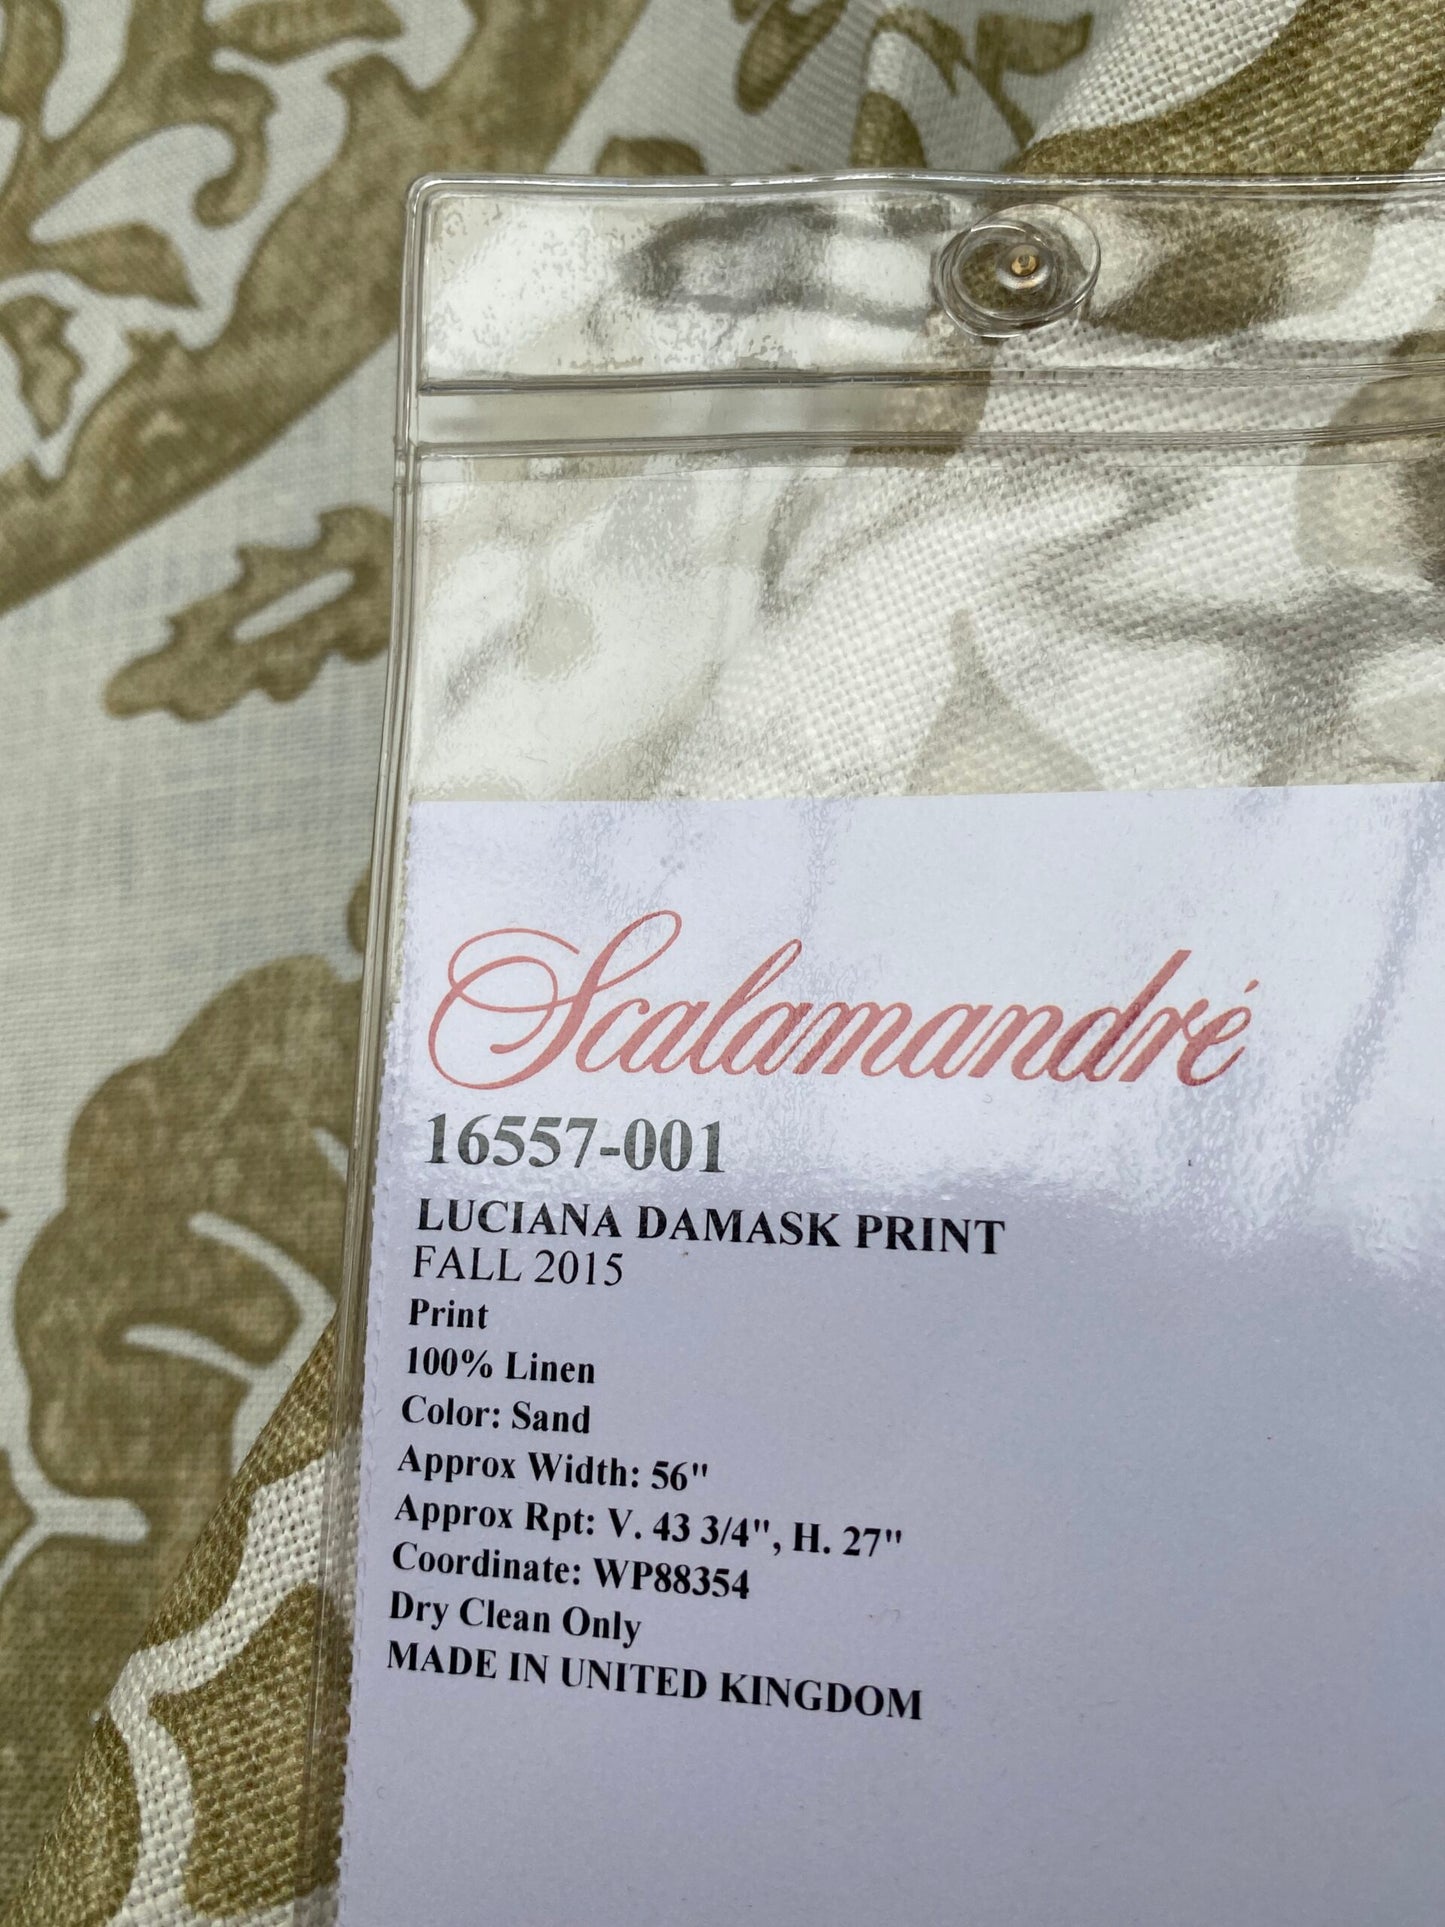 Scalamandré
16557-001
LUCIANA DAMASK PRINT
FALL 2015
Print
100% Linen
Color: Sand
Approx Width: 56"
Approx Rpt: V. 43 3/4", H. 27"
Coordinate: WP88354
Dry Clean Only
MADE IN UNITED KINGDOM